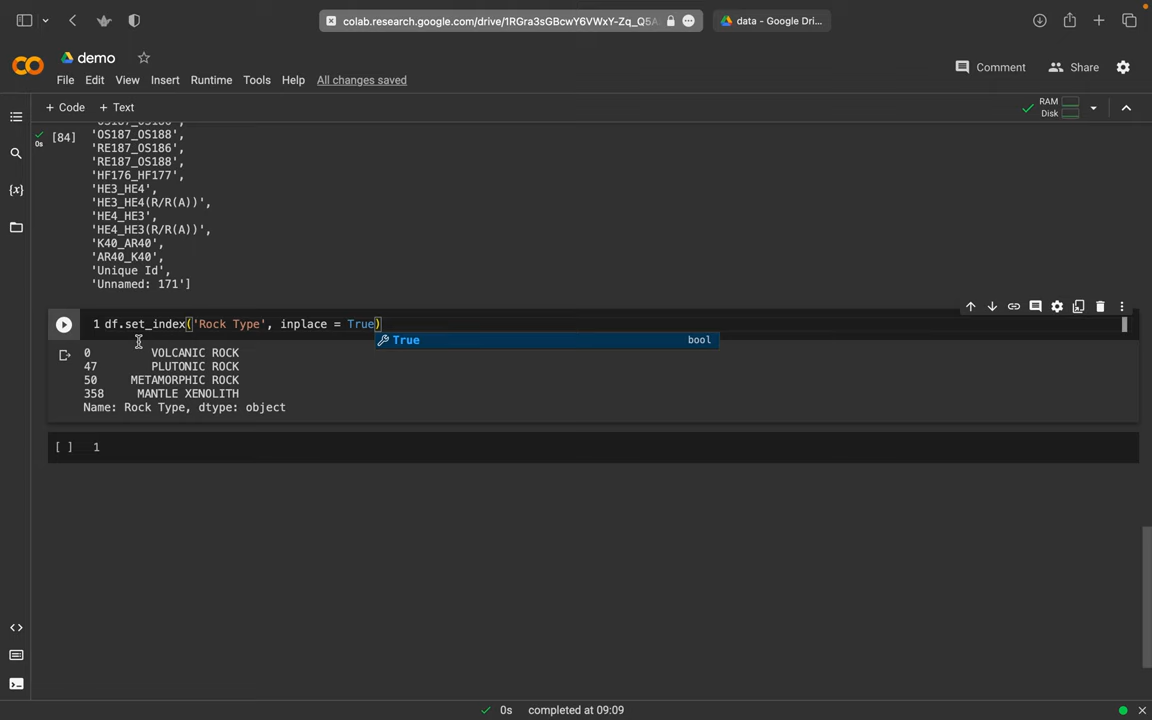 colab.research.google.com/drive/1RGra3sGBcwY6VWxY-Zq_Q5A
data - Google Dri...
demo
File Edit View Insert Runtime Tools Help All changes saved
Comment
Share
+ Code + Text
RAM
Disk
[84]
'OS187_OS188',
'RE187_OS186',
'RE187_OS188',
'HF176_HF177',
'HE3_HE4',
'HE3_HE4(R/R(A))',
'HE4_HE3',
'HE4_HE3(R/R(A))',
'K40_AR40',
'AR40_K40',
'Unique Id',
'Unnamed: 171']
0s
1 df.set_index('Rock Type', inplace = True)
True bool
0 VOLCANIC ROCK
47 PLUTONIC ROCK
50 METAMORPHIC ROCK
358 MANTLE XENOLITH
Name: Rock Type, dtype: object
[ ] 1
0s completed at 09:09